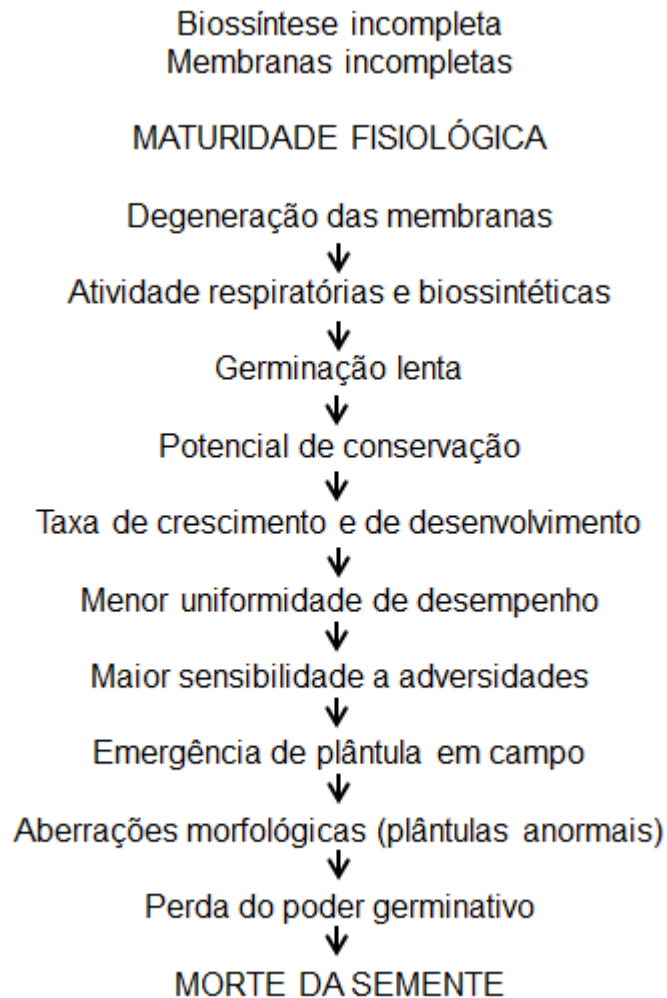 Biossíntese incompleta
Membranas incompletas
MATURIDADE FISIOLÓGICA
Degeneração das membranas
Atividade respiratórias e biossintéticas
Germinação lenta
Potencial de conservação
Taxa de crescimento e de desenvolvimento
Menor uniformidade de desempenho
Maior sensibilidade a adversidades
Emergência de plântula em campo
Aberrações morfológicas (plântulas anormais)
Perda do poder germinativo
MORTE DA SEMENTE